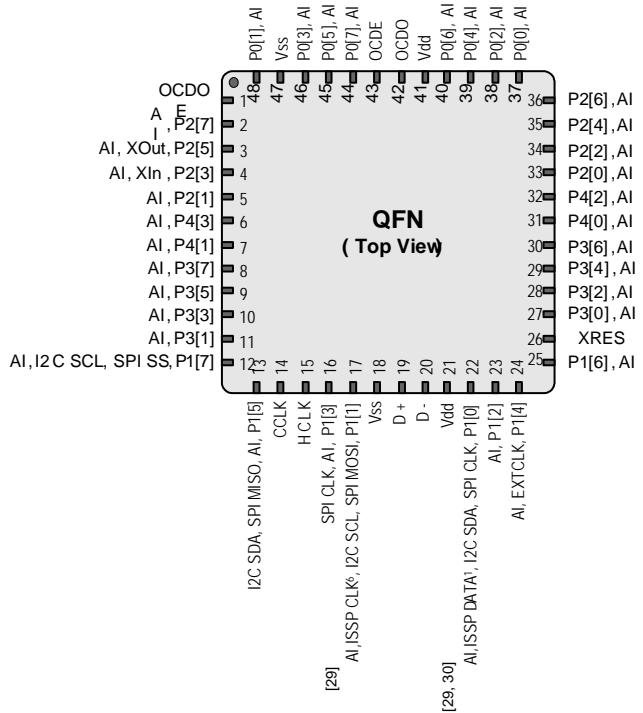 P0[1], AI
Vss
P0[3], AI
P0[5], AI
P0[7], AI
OCDE
OCDO
Vdd
P0[6], AI
P0[4], AI
P0[2], AI
P0[0], AI
48
47
46
45
44
43
42
41
40
39
38
37
OCDO 1
A E
I , P2[7] 2
AI, XOut, P2[5] 3
AI, XIn , P2[3] 4
AI , P2[1] 5
AI , P4[3] 6
AI , P4[1] 7
AI , P3[7] 8
AI , P3[5] 9
AI , P3[3] 10
AI , P3[1] 11
AI, I2 C SCL, SPI SS, P1[7] 12
QFN
( Top View)
36 P2[6] , AI
35 P2[4] , AI
34 P2[2] , AI
33 P2[0] , AI
32 P4[2] , AI
31 P4[0] , AI
30 P3[6] , AI
29 P3[4] , AI
28 P3[2] , AI
27 P3[0] , AI
26 XRES
25 P1[6] , AI
13
14
15
16
17
18
19
20
21
22
23
24
I2C SDA, SPI MISO, AI, P1[5]
CCLK
HCLK
SPI CLK, AI, P1[3]
AI, ISSP CLK⁶, I2C SCL, SPI MOSI, P1[1]
Vss
D +
D -
Vdd
AI, ISSP DATA¹, I2C SDA, SPI CLK, P1[0]
AI, P1[2]
AI, EXTCLK, P1[4]
[29]
[29, 30]